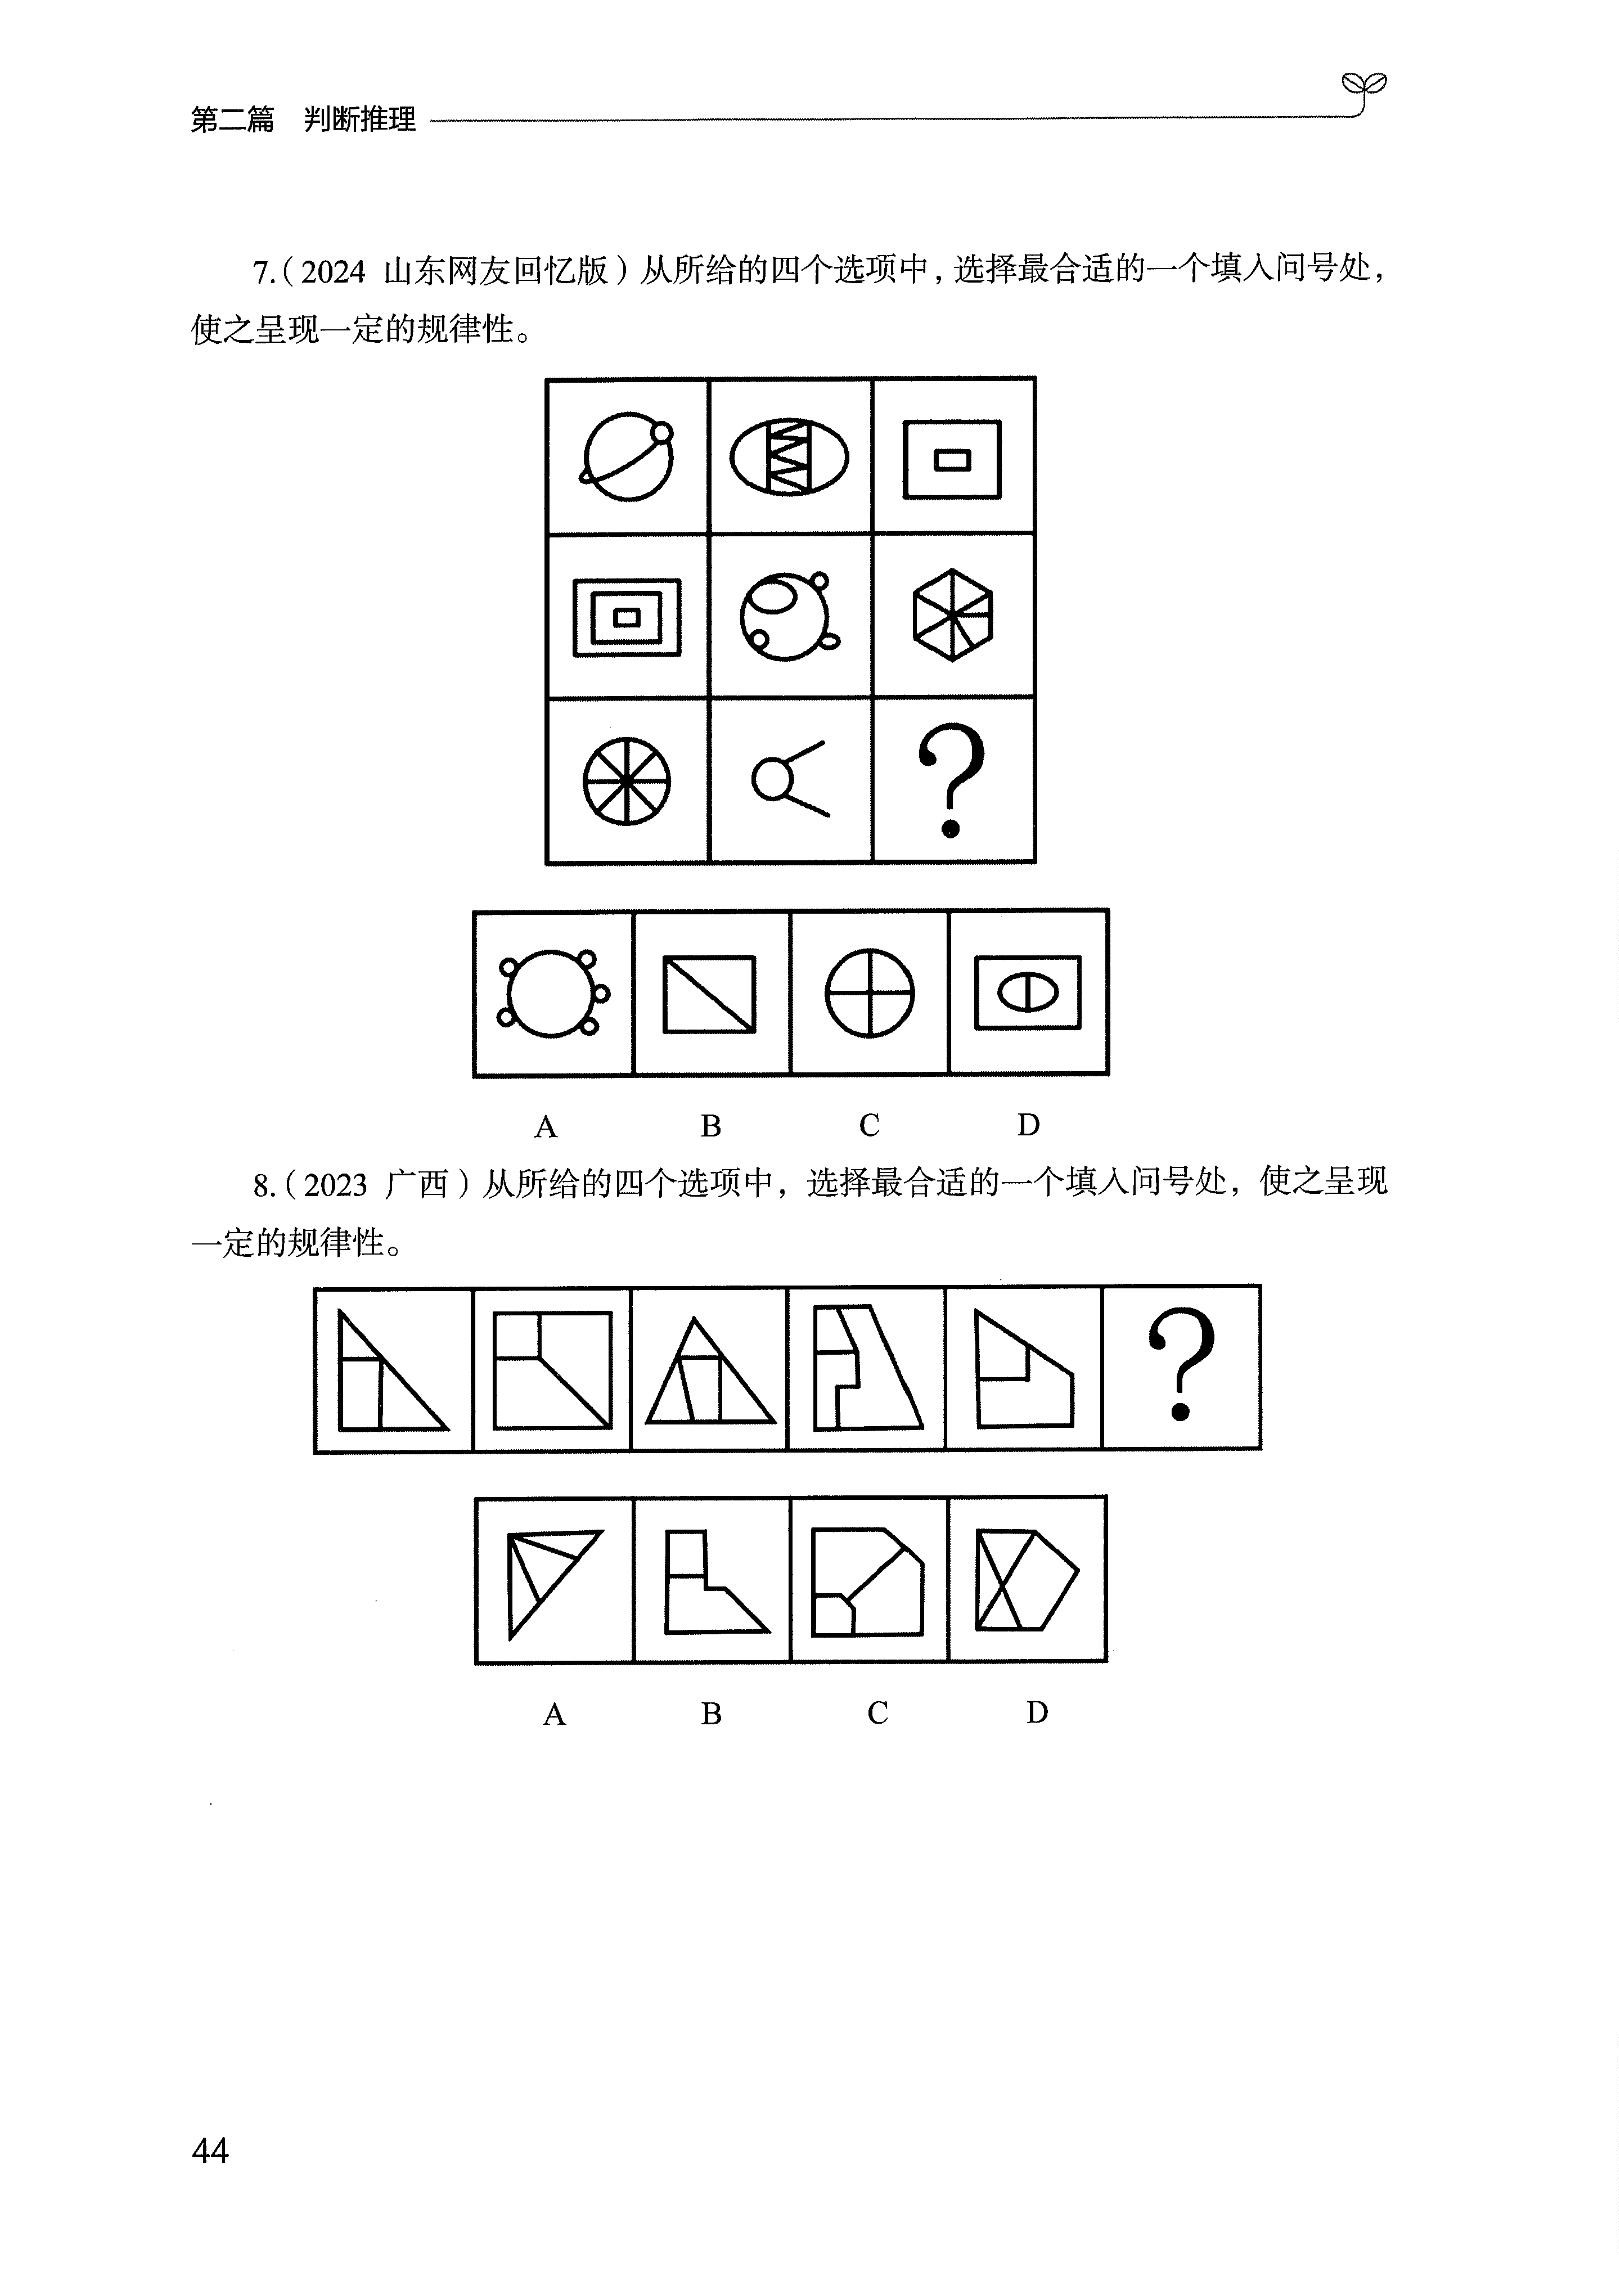 第二篇 判断推理
7.（2024 山东网友回忆版）从所给的四个选项中，选择最合适的一个填入问号处，
使之呈现一定的规律性。
?
A B C D
8.（2023 广西）从所给的四个选项中，选择最合适的一个填入问号处，使之呈现
一定的规律性。
?
A B C D
44